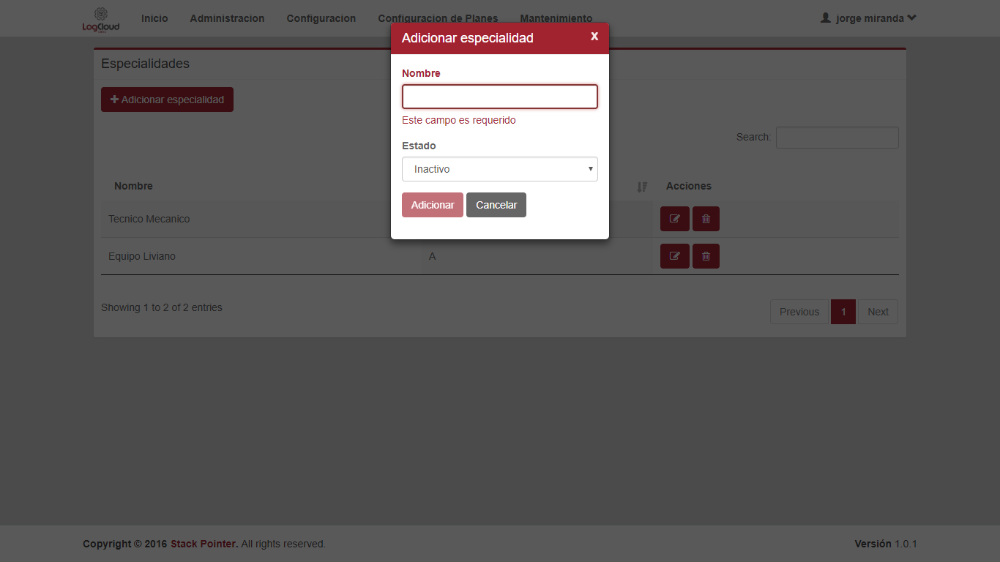 LogCloud
Inicio Administracion Configuracion Configuracion de Planes Mantenimiento jorge miranda
Adicionar especialidad x
Especialidades
Adicionar especialidad
Nombre
Este campo es requerido
Estado
Inactivo
Adicionar Cancelar
Search:
Nombre Acciones
Tecnico Mecanico
Equipo Liviano A
Showing 1 to 2 of 2 entries
Previous 1 Next
Copyright © 2016 Stack Pointer. All rights reserved. Versión 1.0.1